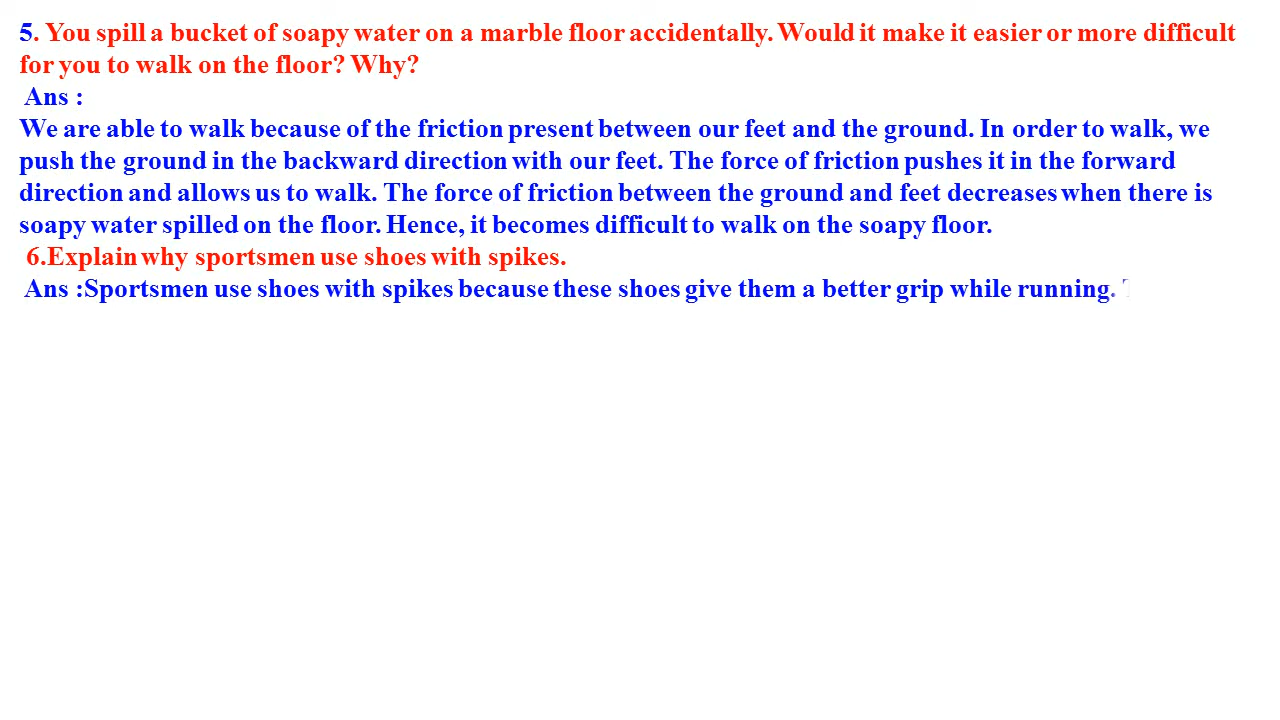 5. You spill a bucket of soapy water on a marble floor accidentally. Would it make it easier or more difficult
for you to walk on the floor? Why?
Ans :
We are able to walk because of the friction present between our feet and the ground. In order to walk, we
push the ground in the backward direction with our feet. The force of friction pushes it in the forward
direction and allows us to walk. The force of friction between the ground and feet decreases when there is
soapy water spilled on the floor. Hence, it becomes difficult to walk on the soapy floor.
6.Explain why sportsmen use shoes with spikes.
Ans :Sportsmen use shoes with spikes because these shoes give them a better grip while running.